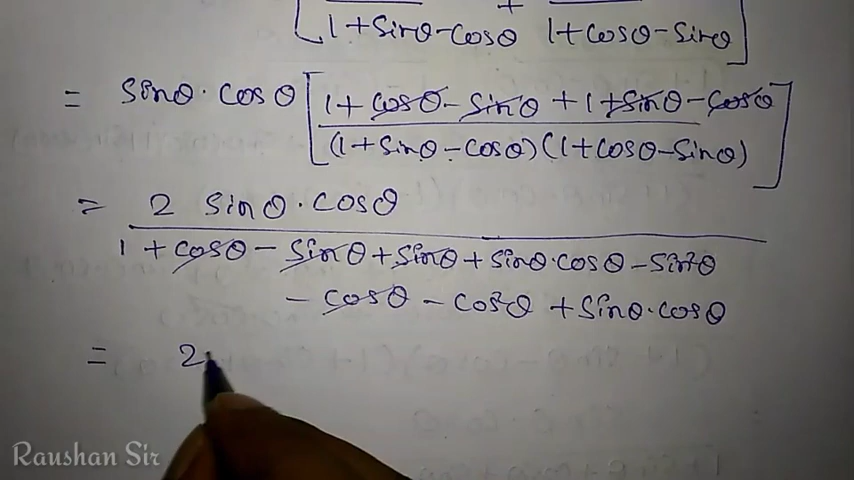 +
1+sinθ-cosθ 1+cosθ-sinθ
= sinθ·cosθ [ 1+cosθ-sinθ+1+sinθ-cosθ ]
(1+sinθ-cosθ)(1+cosθ-sinθ)
= 2 sinθ·cosθ
1+cosθ-sinθ+sinθ+sinθ·cosθ-sin²θ
-cosθ-cos²θ+sinθ·cosθ
= 2
Raushan Sir